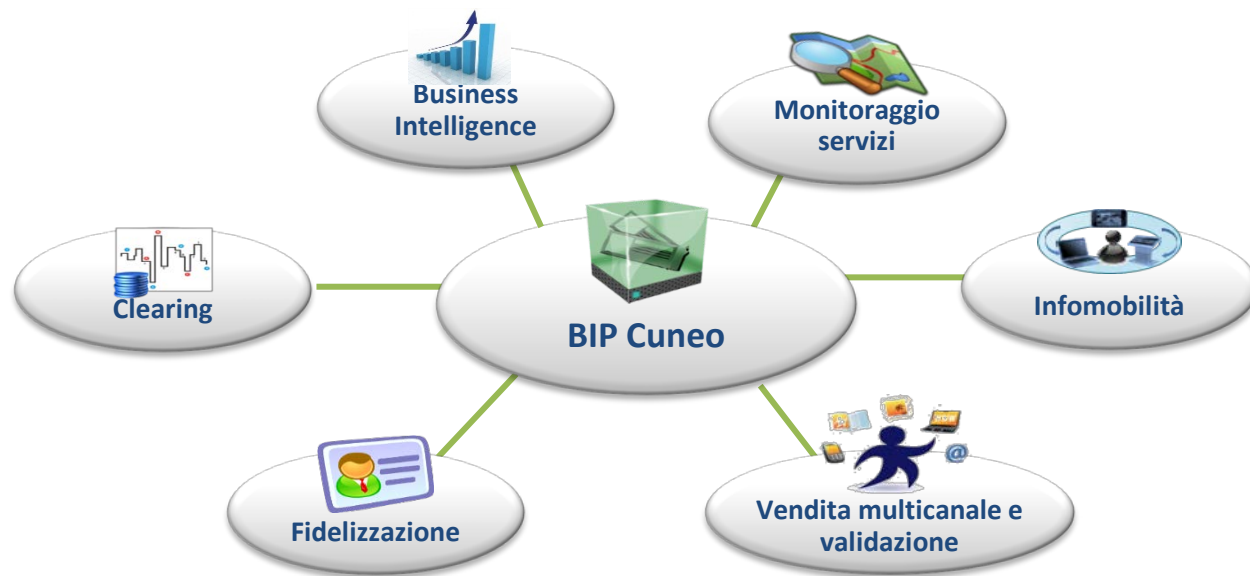 Business
Intelligence
Monitoraggio
servizi
Clearing
BIP Cuneo
Infomobilità
Fidelizzazione
@
Vendita multicanale e
validazione